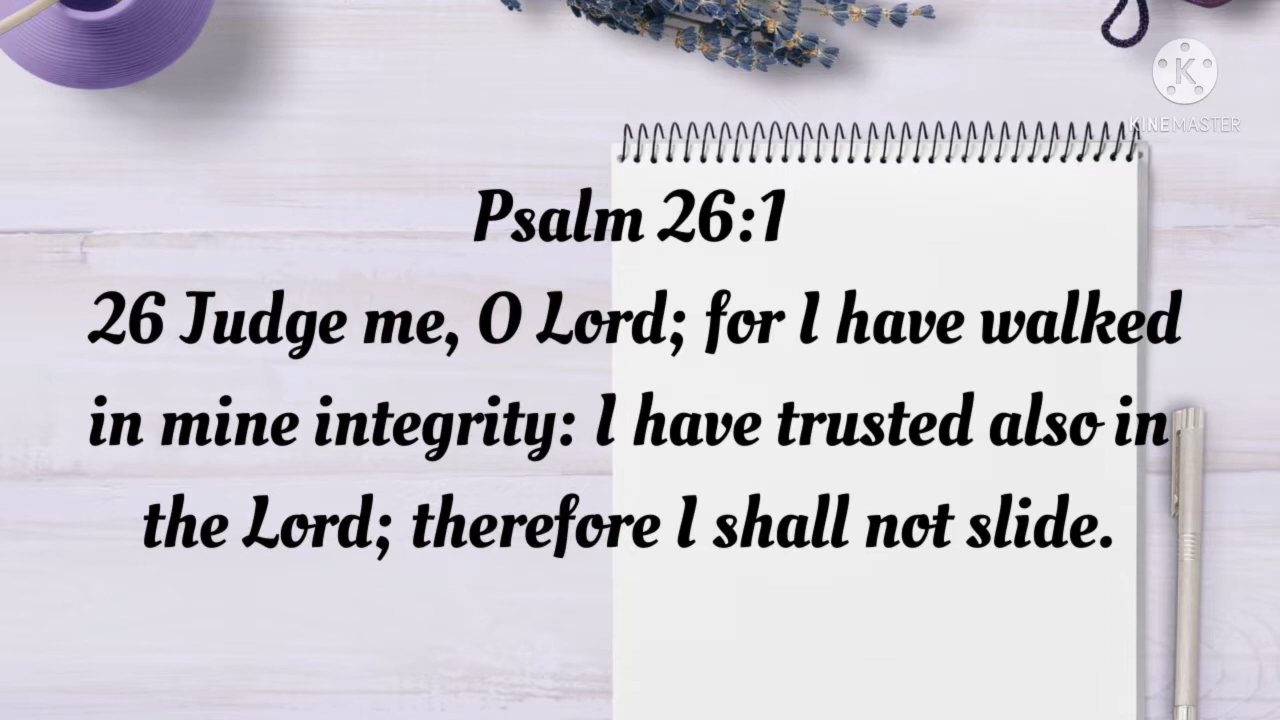 KINEMASTER
Psalm 26:1
26 Judge me, O Lord; for I have walked
in mine integrity: I have trusted also in
the Lord; therefore I shall not slide.